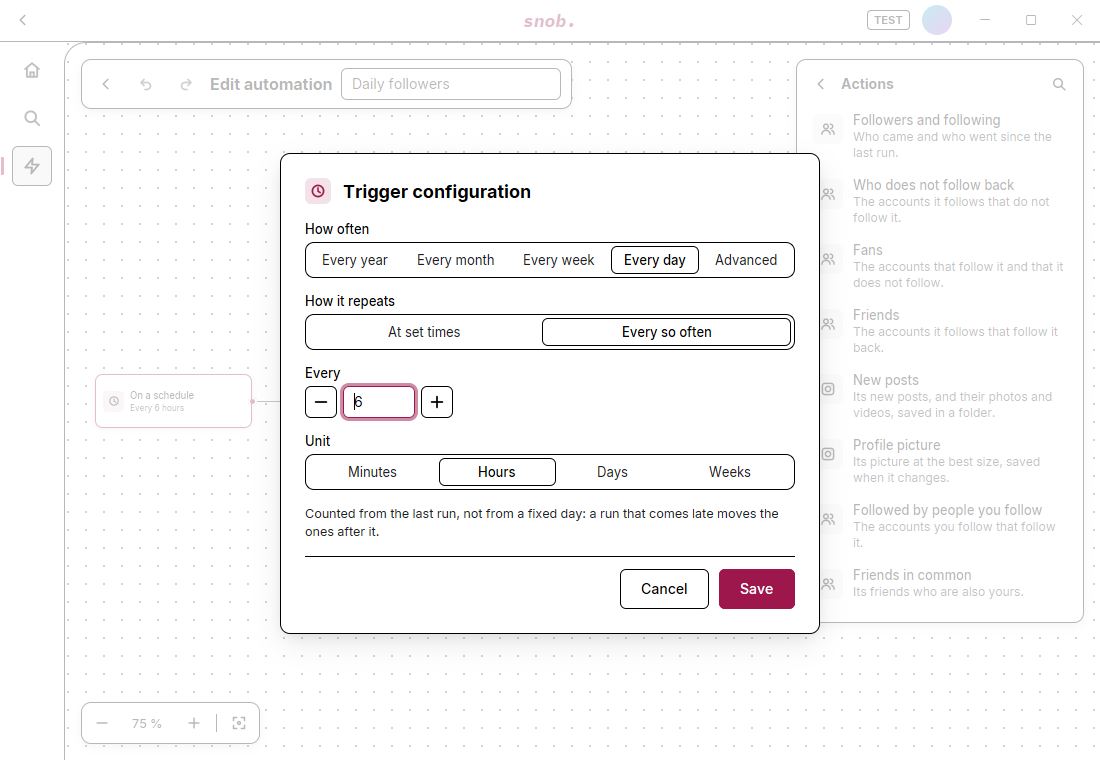 snob.
TEST
Edit automation
Daily followers
Actions
Followers and following
Who came and who went since the
last run.
Who does not follow back
The accounts it follows that do not
follow it.
Fans
The accounts that follow it and that it
does not follow.
Friends
The accounts it follows that follow it
back.
New posts
Its new posts, and their photos and
videos, saved in a folder.
Profile picture
Its picture at the best size, saved
when it changes.
Followed by people you follow
The accounts you follow that follow
it.
Friends in common
Its friends who are also yours.
On a schedule
Every 6 hours
Trigger configuration
How often
Every year Every month Every week Every day Advanced
How it repeats
At set times Every so often
Every
6
Unit
Minutes Hours Days Weeks
Counted from the last run, not from a fixed day: a run that comes late moves the
ones after it.
Cancel Save
75 %